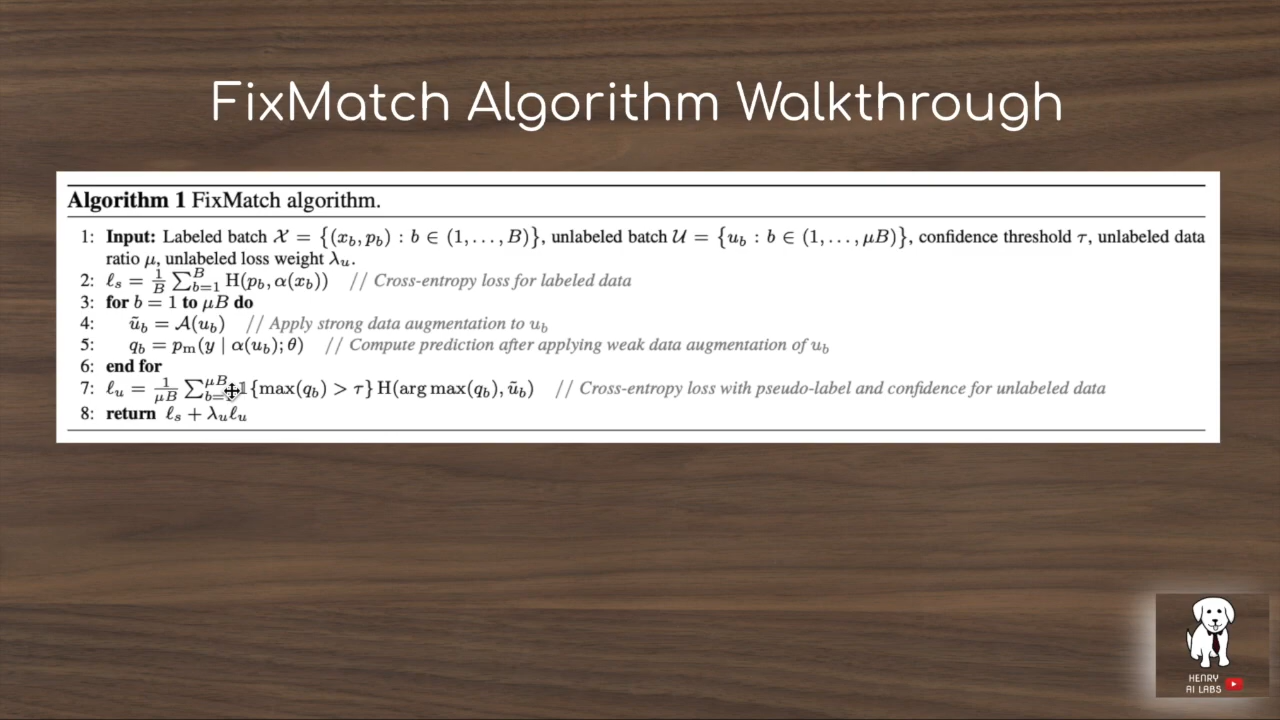 FixMatch Algorithm Walkthrough
Algorithm 1 FixMatch algorithm.
1: Input: Labeled batch 𝒳 = {(x_b, p_b) : b ∈ (1, . . . , B)}, unlabeled batch 𝒰 = {u_b : b ∈ (1, . . . , μB)}, confidence threshold τ, unlabeled data
ratio μ, unlabeled loss weight λ_u.
2: ℓ_s = 1/B ∑_{b=1}^{B} H(p_b, α(x_b)) // Cross-entropy loss for labeled data
3: for b = 1 to μB do
4: ũ_b = 𝒜(u_b) // Apply strong data augmentation to u_b
5: q_b = p_m(y | α(u_b); θ) // Compute prediction after applying weak data augmentation of u_b
6: end for
7: ℓ_u = 1/μB ∑_{b=1}^{μB} 𝟙{max(q_b) > τ} H(arg max(q_b), ũ_b) // Cross-entropy loss with pseudo-label and confidence for unlabeled data
8: return ℓ_s + λ_uℓ_u
HENRY
AI LABS